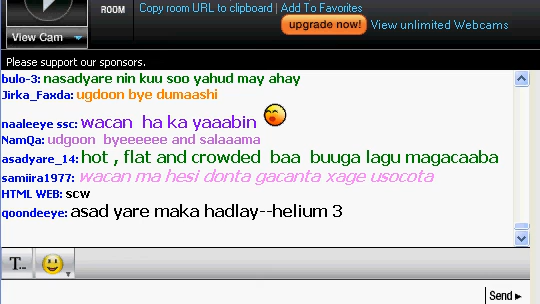 ROOM
Copy room URL to clipboard | Add To Favorites
View Cam
upgrade now! View unlimited Webcams
Please support our sponsors.
bulo-3: nasadyare nin kuu soo yahud may ahay
Jirka_Faxda: ugdoon bye dumaashi
naaleeye ssc: wacan ha ka yaaabin
NamQa: udgoon byeeeeee and salaaama
asadyare_14: hot , flat and crowded baa buuga lagu magacaaba
samiira1977: wacan ma hesi donta gacanta xage usocota
HTML WEB: scw
qoondeeye: asad yare maka hadlay--helium 3
T...
Send